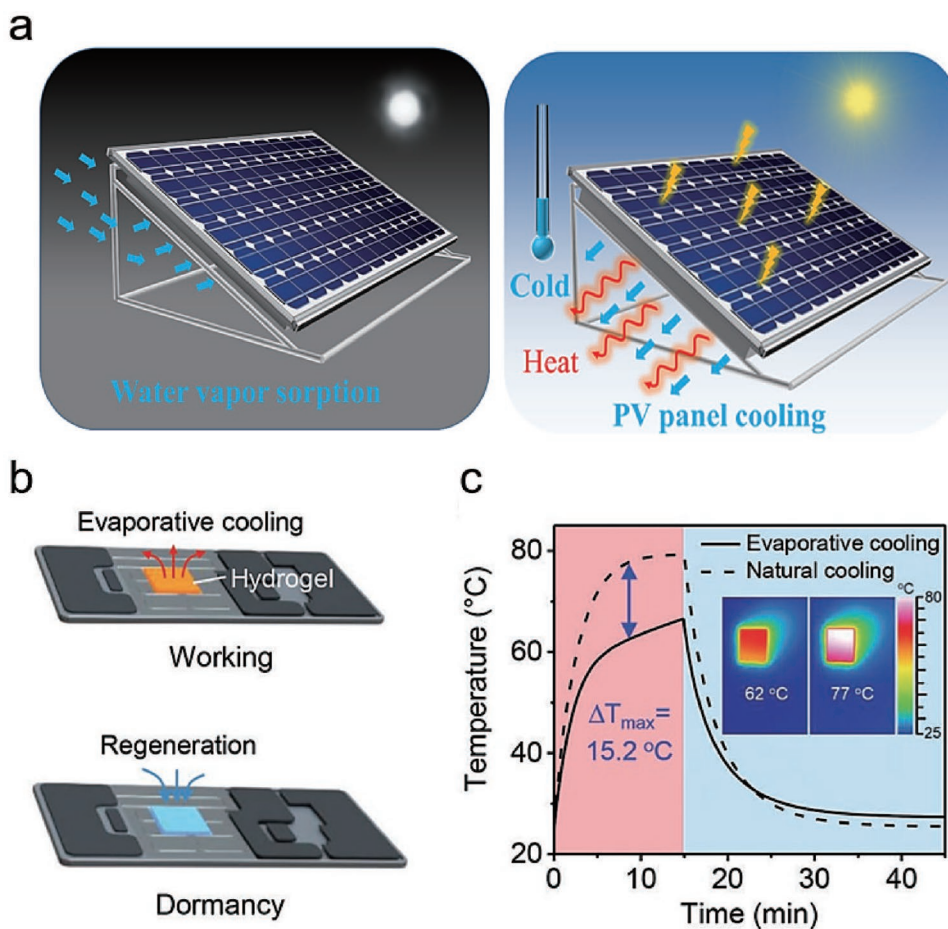 a
Water vapor sorption
Cold
Heat
PV panel cooling
b
Evaporative cooling
Hydrogel
Working
Regeneration
Dormancy
c
Temperature (°C)
80
60
40
20
Evaporative cooling
Natural cooling
°C
80
25
62 °C
77 °C
ΔTmax=
15.2 °C
0 10 20 30 40
Time (min)